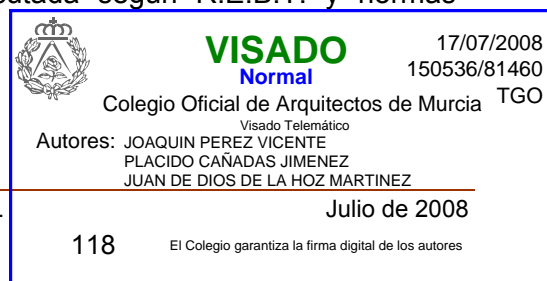 según R.E.B.T. y normas
VISADO
17/07/2008
Normal
150536/81460
Colegio Oficial de Arquitectos de Murcia
TGO
Visado Telemático
Autores: JOAQUIN PEREZ VICENTE
PLACIDO CAÑADAS JIMENEZ
JUAN DE DIOS DE LA HOZ MARTINEZ
Julio de 2008
118
El Colegio garantiza la firma digital de los autores